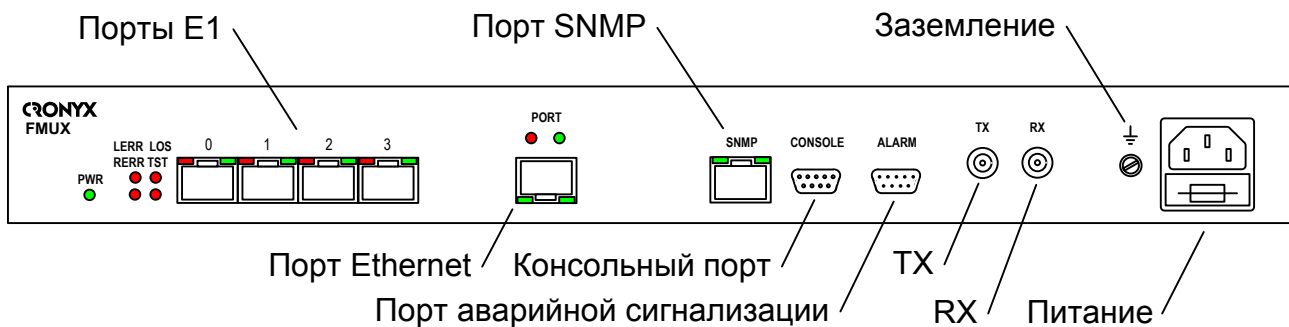 Порты E1
Порт SNMP
Заземление
CRONYX
FMUX
PORT
LERR LOS
RERR TST
PWR
0 1 2 3
SNMP
CONSOLE
ALARM
TX
RX
Порт Ethernet
Консольный порт
TX
Порт аварийной сигнализации
RX
Питание